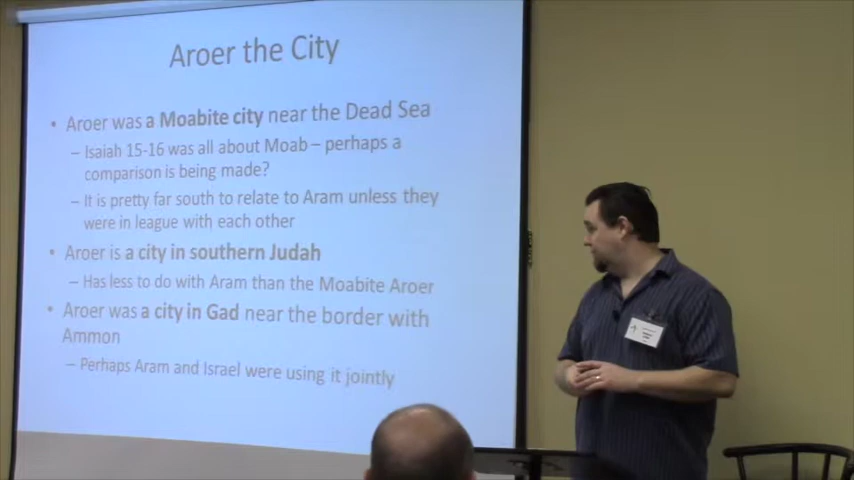 Aroer the City
• Aroer was a Moabite city near the Dead Sea
– Isaiah 15-16 was all about Moab – perhaps a
comparison is being made?
– It is pretty far south to relate to Aram unless they
were in league with each other
• Aroer is a city in southern Judah
– Has less to do with Aram than the Moabite Aroer
• Aroer was a city in Gad near the border with
Ammon
– Perhaps Aram and Israel were using it jointly